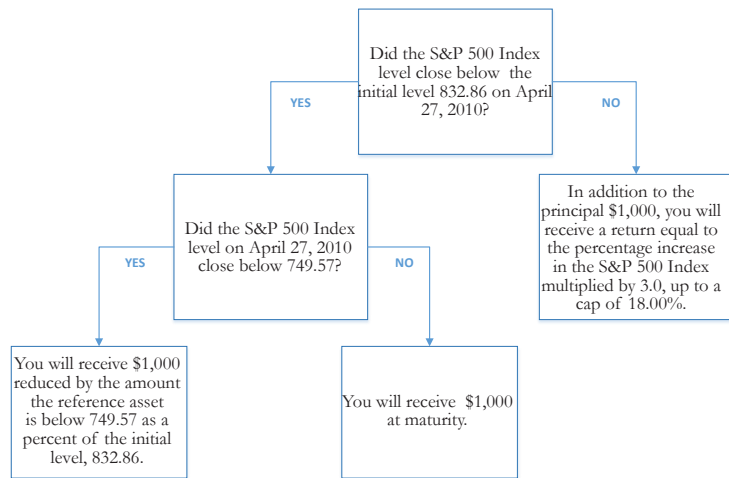 Did the S&P 500 Index
level close below the
initial level 832.86 on April
27, 2010?
YES
NO
Did the S&P 500 Index
level on April 27, 2010
close below 749.57?
In addition to the
principal $1,000, you will
receive a return equal to
the percentage increase
in the S&P 500 Index
multiplied by 3.0, up to a
cap of 18.00%.
YES
NO
You will receive $1,000
reduced by the amount
the reference asset
is below 749.57 as a
percent of the initial
level, 832.86.
You will receive $1,000
at maturity.